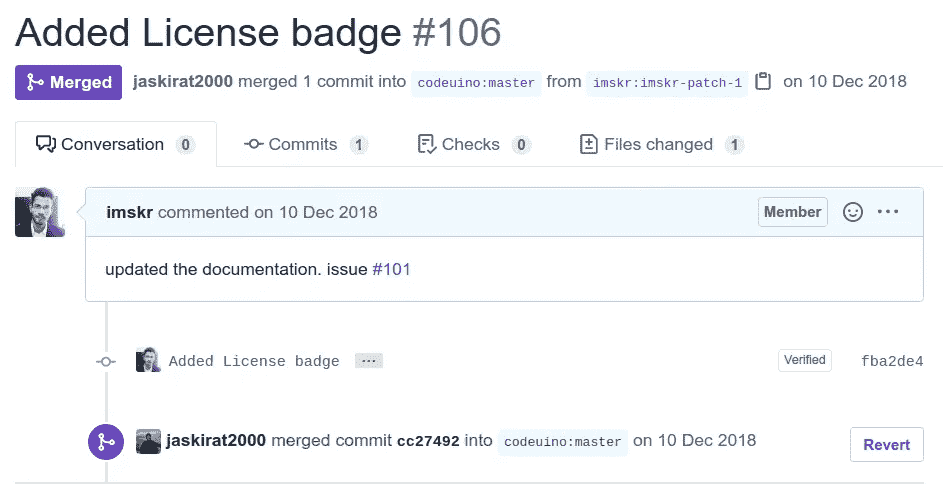 Added License badge #106
Merged jaskirat2000 merged 1 commit into codeuino:master from imskr:imskr-patch-1 on 10 Dec 2018
Conversation 0 Commits 1 Checks 0 Files changed 1
imskr commented on 10 Dec 2018 Member
updated the documentation. issue #101
Added License badge ... Verified fba2de4
jaskirat2000 merged commit cc27492 into codeuino:master on 10 Dec 2018 Revert